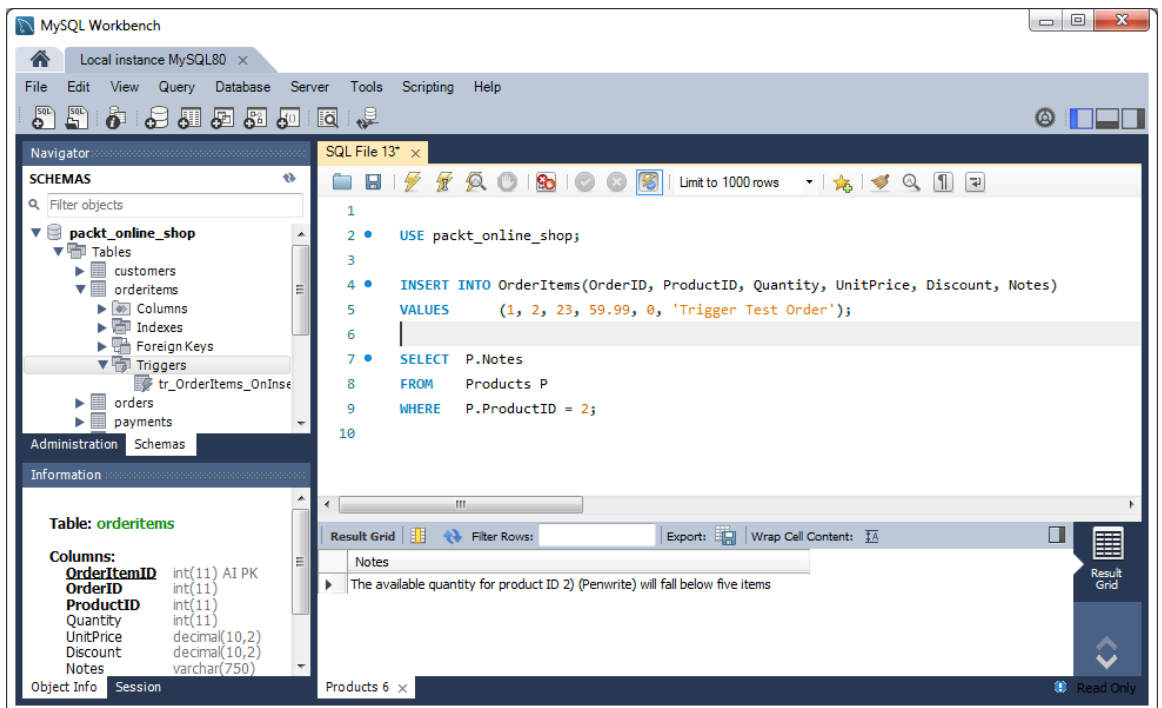 MySQL Workbench
Local instance MySQL80
File Edit View Query Database Server Tools Scripting Help
Navigator
SCHEMAS
Filter objects
packt_online_shop
Tables
customers
orderitems
Columns
Indexes
Foreign Keys
Triggers
tr_OrderItems_OnInse
orders
payments
Administration Schemas
Information
Table: orderitems
Columns:
OrderItemID int(11) AI PK
OrderID int(11)
ProductID int(11)
Quantity int(11)
UnitPrice decimal(10,2)
Discount decimal(10,2)
Notes varchar(750)
Object Info Session
SQL File 13*
Limit to 1000 rows
1
2 USE packt_online_shop;
3
4 INSERT INTO OrderItems(OrderID, ProductID, Quantity, UnitPrice, Discount, Notes)
5 VALUES (1, 2, 23, 59.99, 0, 'Trigger Test Order');
6
7 SELECT P.Notes
8 FROM Products P
9 WHERE P.ProductID = 2;
10
Result Grid Filter Rows: Export: Wrap Cell Content:
Notes
The available quantity for product ID 2) (Penwrite) will fall below five items
Result
Grid
Products 6
Read Only